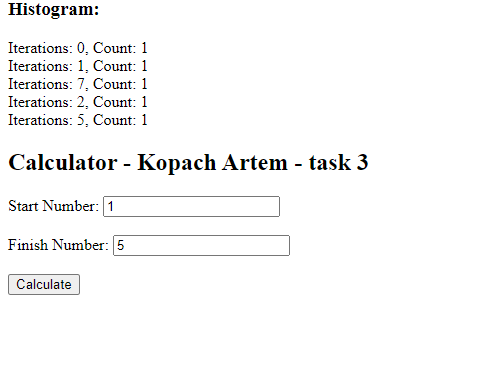 Histogram:
Iterations: 0, Count: 1
Iterations: 1, Count: 1
Iterations: 7, Count: 1
Iterations: 2, Count: 1
Iterations: 5, Count: 1
Calculator - Kopach Artem - task 3
Start Number: 1
Finish Number: 5
Calculate